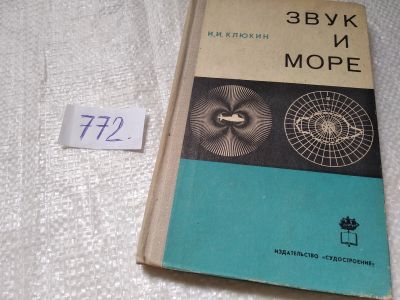 ЗВУК
И
МОРЕ
И.И. КЛЮКИН
772.
ИЗДАТЕЛЬСТВО «СУДОСТРОЕНИЕ»